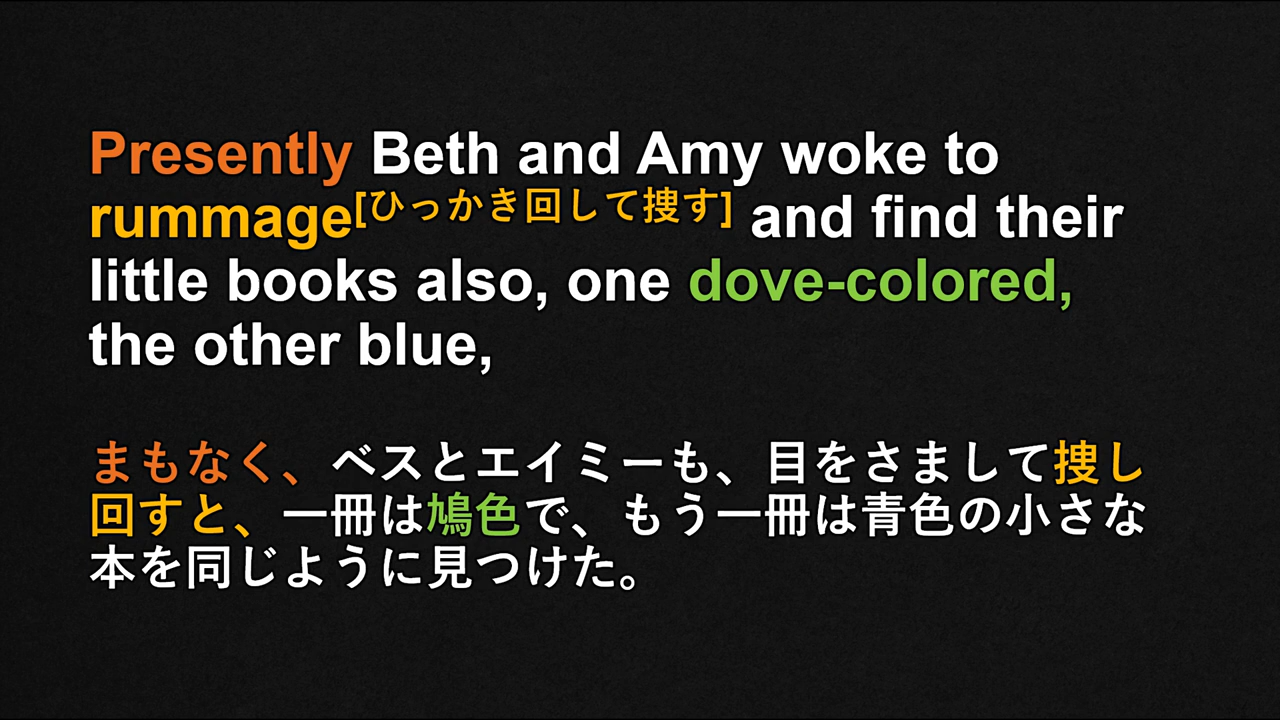 Presently Beth and Amy woke to
rummage[ひっかき回して捜す] and find their
little books also, one dove-colored,
the other blue,
まもなく、ベスとエイミーも、目をさまして捜し
回すと、一冊は鳩色で、もう一冊は青色の小さな
本を同じように見つけた。